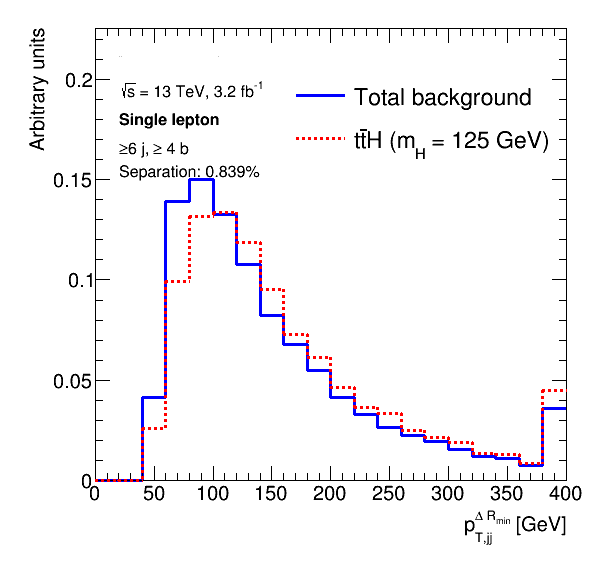 Arbitrary units
0.2
0.15
0.1
0.05
0
√s = 13 TeV, 3.2 fb⁻¹
Single lepton
≥6 j, ≥ 4 b
Separation: 0.839%
Total background
tt̄H (m_H = 125 GeV)
0 50 100 150 200 250 300 350 400
p_T,jj^Δ R_min [GeV]